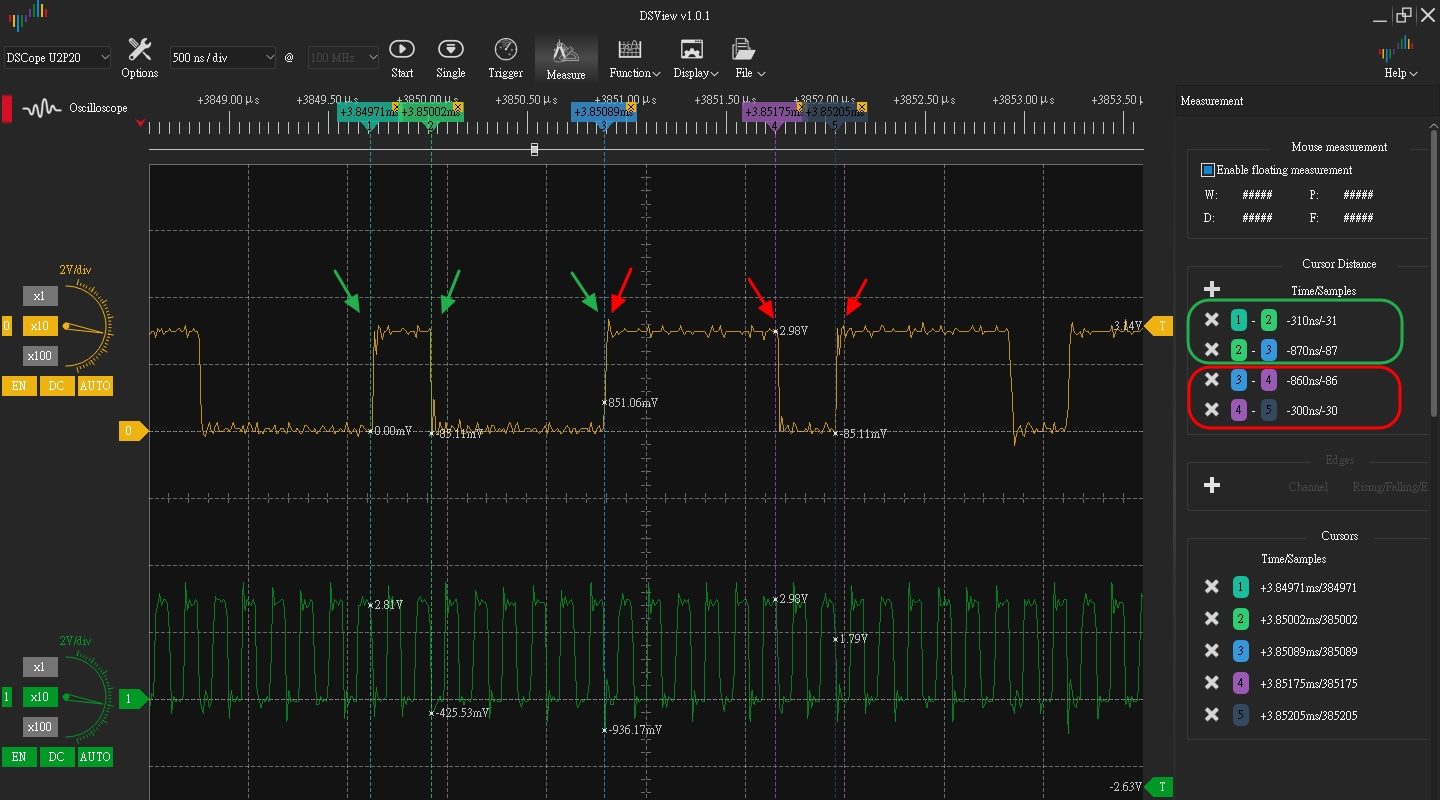 DSView v1.0.1
DSCope U2P20
Options
500 ns / div
@
100 MHz
Start
Single
Trigger
Measure
Function
Display
File
Help
Oscilloscope
+3849.00 μs
+3849.50 μs
+3850.00 μs
+3850.50 μs
+3851.00 μs
+3851.50 μs
+3852.00 μs
+3852.50 μs
+3853.00 μs
+3853.50
+3.84971ms
+3.85002ms
+3.85089ms
+3.85175ms
+3.85205ms
1
2
3
4
5
2V/div
x1
0
x10
x100
EN
DC
AUTO
0
3.14V
T
2.98V
851.06mV
0.00mV
-85.11mV
-85.11mV
2V/div
x1
1
x10
x100
EN
DC
AUTO
1
2.81V
2.98V
1.79V
-425.53mV
-936.17mV
-2.63V
T
Measurement
Mouse measurement
Enable floating measurement
W: ##### P: #####
D: ##### F: #####
Cursor Distance
Time/Samples
1 - 2 -310ns/-31
2 - 3 -870ns/-87
3 - 4 -860ns/-86
4 - 5 -300ns/-30
Edges
Channel Rising/Falling/E
Cursors
Time/Samples
1 +3.84971ms/384971
2 +3.85002ms/385002
3 +3.85089ms/385089
4 +3.85175ms/385175
5 +3.85205ms/385205